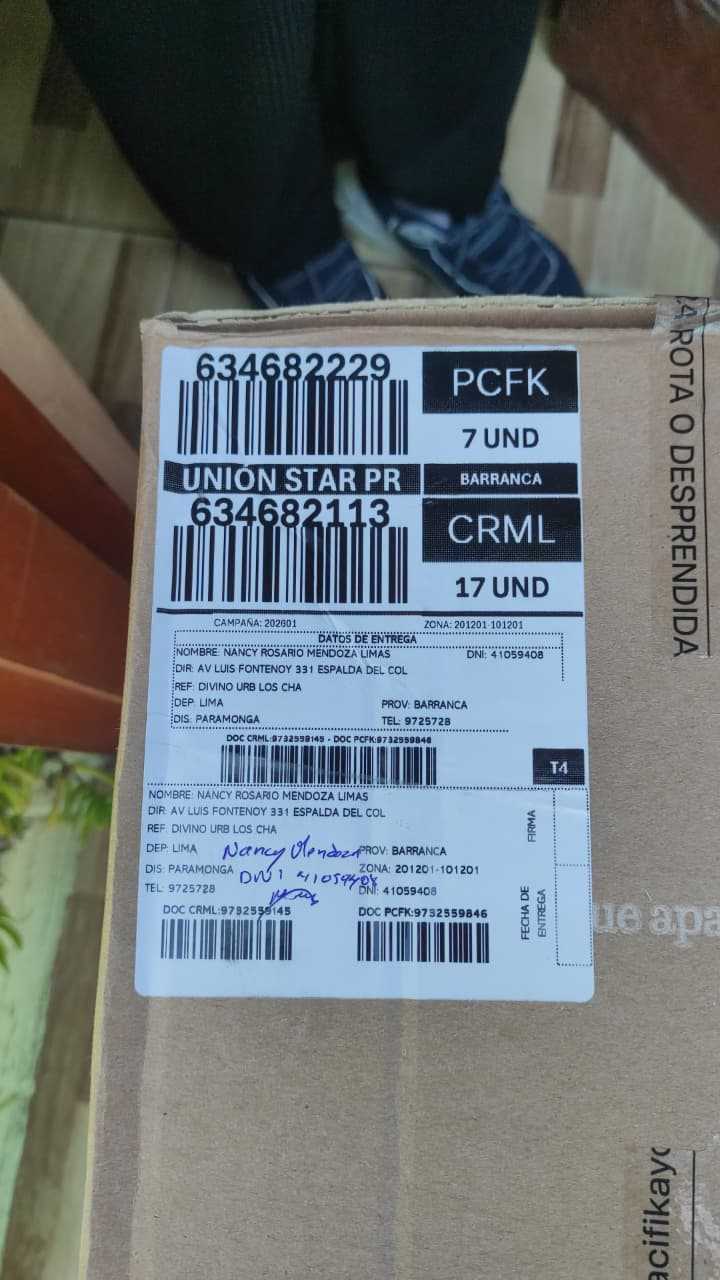 634682229
PCFK
7 UND
UNIÓN STAR PR
BARRANCA
634682113
CRML
17 UND
CAMPAÑA: 202601 ZONA: 201201-101201
DATOS DE ENTREGA
NOMBRE: NANCY ROSARIO MENDOZA LIMAS DNI: 41059408
DIR: AV LUIS FONTENOY 331 ESPALDA DEL COL
REF: DIVINO URB LOS CHA
DEP: LIMA PROV: BARRANCA
DIS: PARAMONGA TEL: 9725728
DOC CRML:9732559145 - DOC PCFK:9732559846
T4
NOMBRE: NANCY ROSARIO MENDOZA LIMAS
DIR: AV LUIS FONTENOY 331 ESPALDA DEL COL
REF: DIVINO URB LOS CHA
DEP: LIMA PROV: BARRANCA
Nancy Mendoza
DIS: PARAMONGA ZONA: 201201-101201
DNI 41059408
TEL: 9725728 DNI: 41059408
DOC CRML:9732559145 DOC PCFK:9732559846
FIRMA
FECHA DE
ENTREGA
ROTA O DESPRENDIDA
ue apa
cifikayo